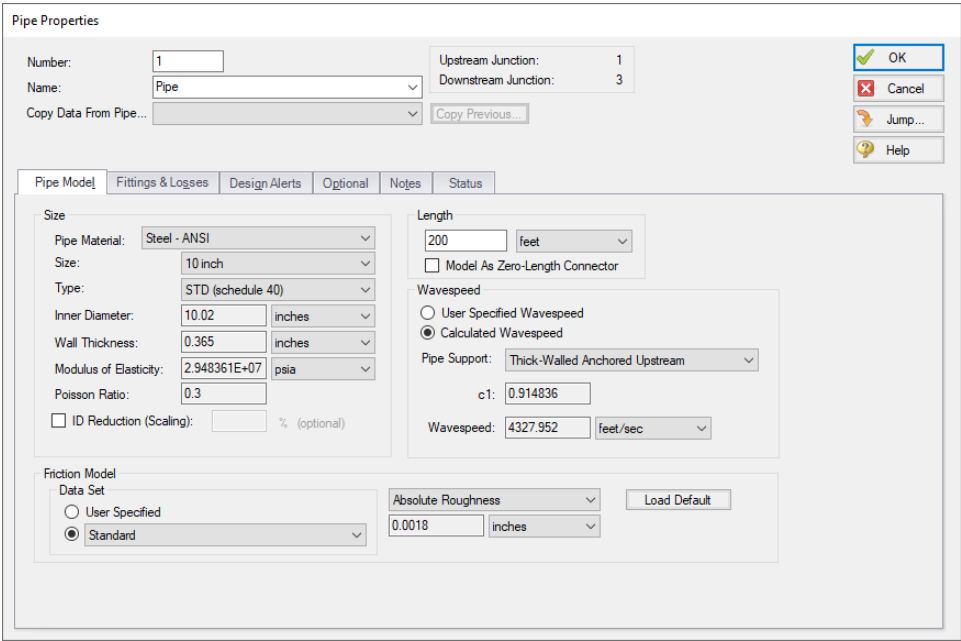 Pipe Properties
Number: 1
Name: Pipe
Copy Data From Pipe... Copy Previous...
Upstream Junction: 1
Downstream Junction: 3
OK
Cancel
Jump...
Help
Pipe Model Fittings & Losses Design Alerts Optional Notes Status
Size
Pipe Material: Steel - ANSI
Size: 10 inch
Type: STD (schedule 40)
Inner Diameter: 10.02 inches
Wall Thickness: 0.365 inches
Modulus of Elasticity: 2.948361E+07 psia
Poisson Ratio: 0.3
ID Reduction (Scaling): % (optional)
Length
200 feet
Model As Zero-Length Connector
Wavespeed
User Specified Wavespeed
Calculated Wavespeed
Pipe Support: Thick-Walled Anchored Upstream
c1: 0.914836
Wavespeed: 4327.952 feet/sec
Friction Model
Data Set
User Specified
Standard
Absolute Roughness
0.0018 inches
Load Default